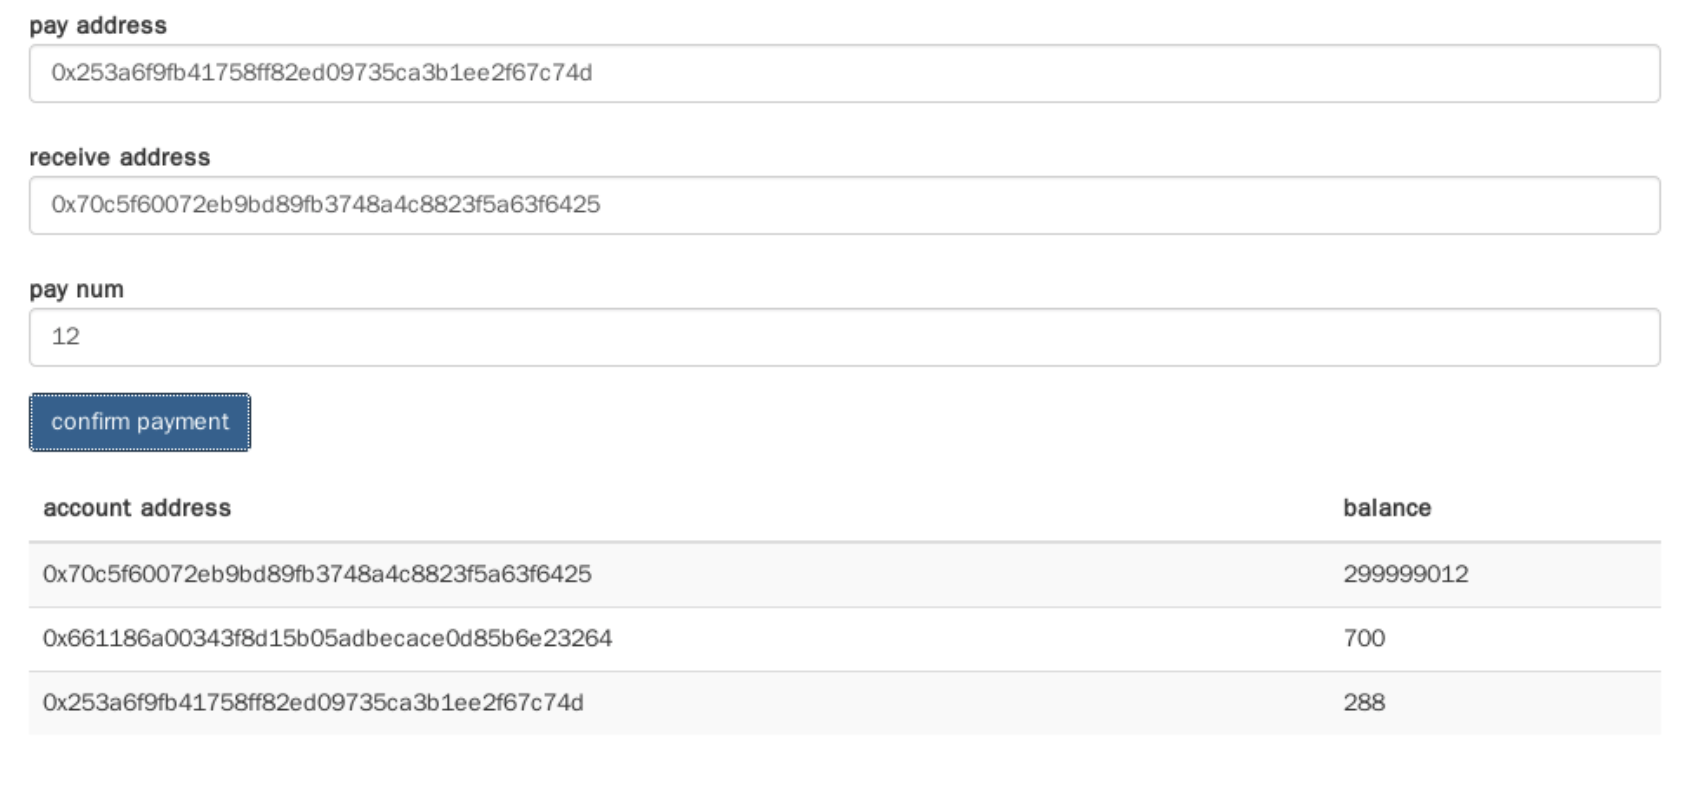 pay address
0x253a6f9fb41758ff82ed09735ca3b1ee2f67c74d
receive address
0x70c5f60072eb9bd89fb3748a4c8823f5a63f6425
pay num
12
confirm payment
account address balance
0x70c5f60072eb9bd89fb3748a4c8823f5a63f6425 299999012
0x661186a00343f8d15b05adbecace0d85b6e23264 700
0x253a6f9fb41758ff82ed09735ca3b1ee2f67c74d 288